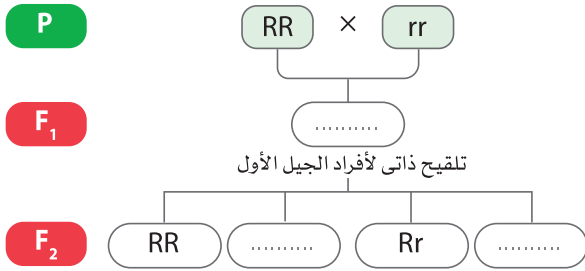 P RR × rr
F₁ ..........
تلقيح ذاتى لأفراد الجيل الأول
F₂ RR .......... Rr ..........